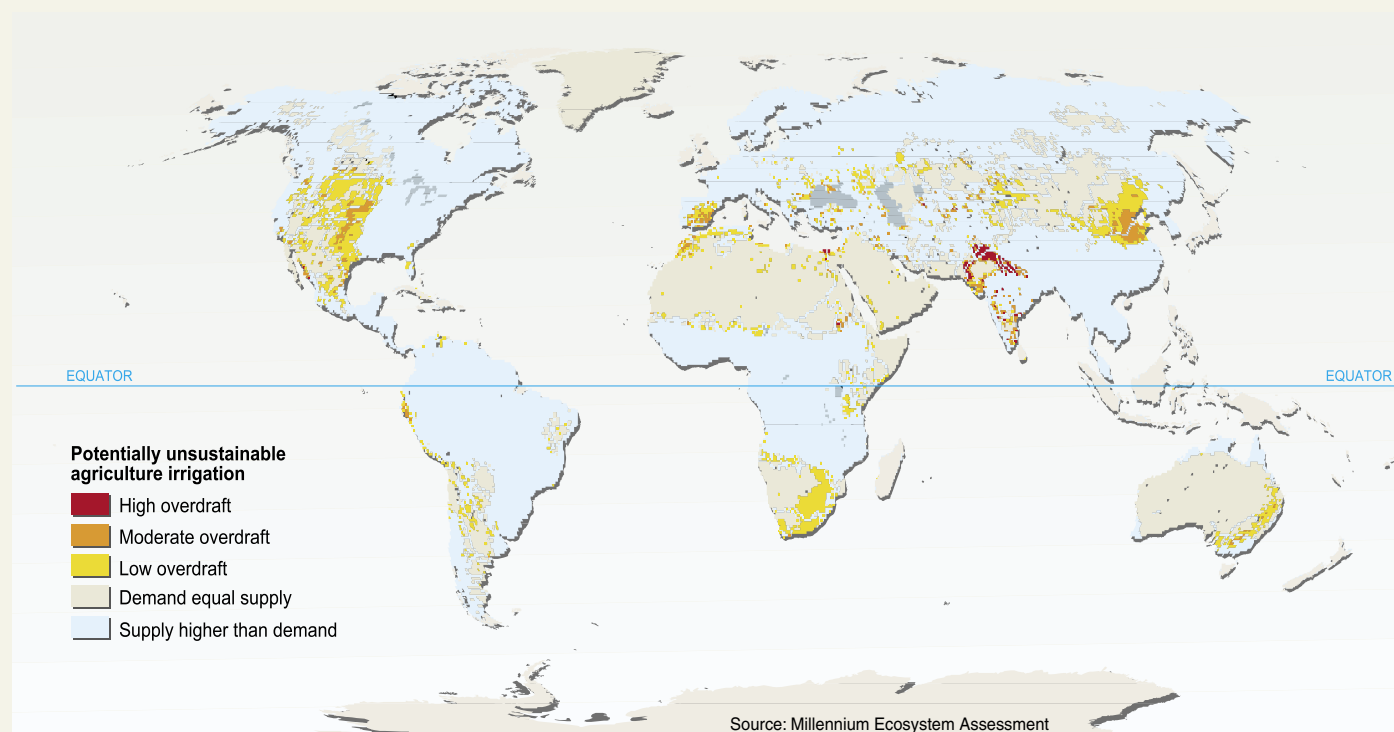 EQUATOR
EQUATOR
Potentially unsustainable
agriculture irrigation
High overdraft
Moderate overdraft
Low overdraft
Demand equal supply
Supply higher than demand
Source: Millennium Ecosystem Assessment